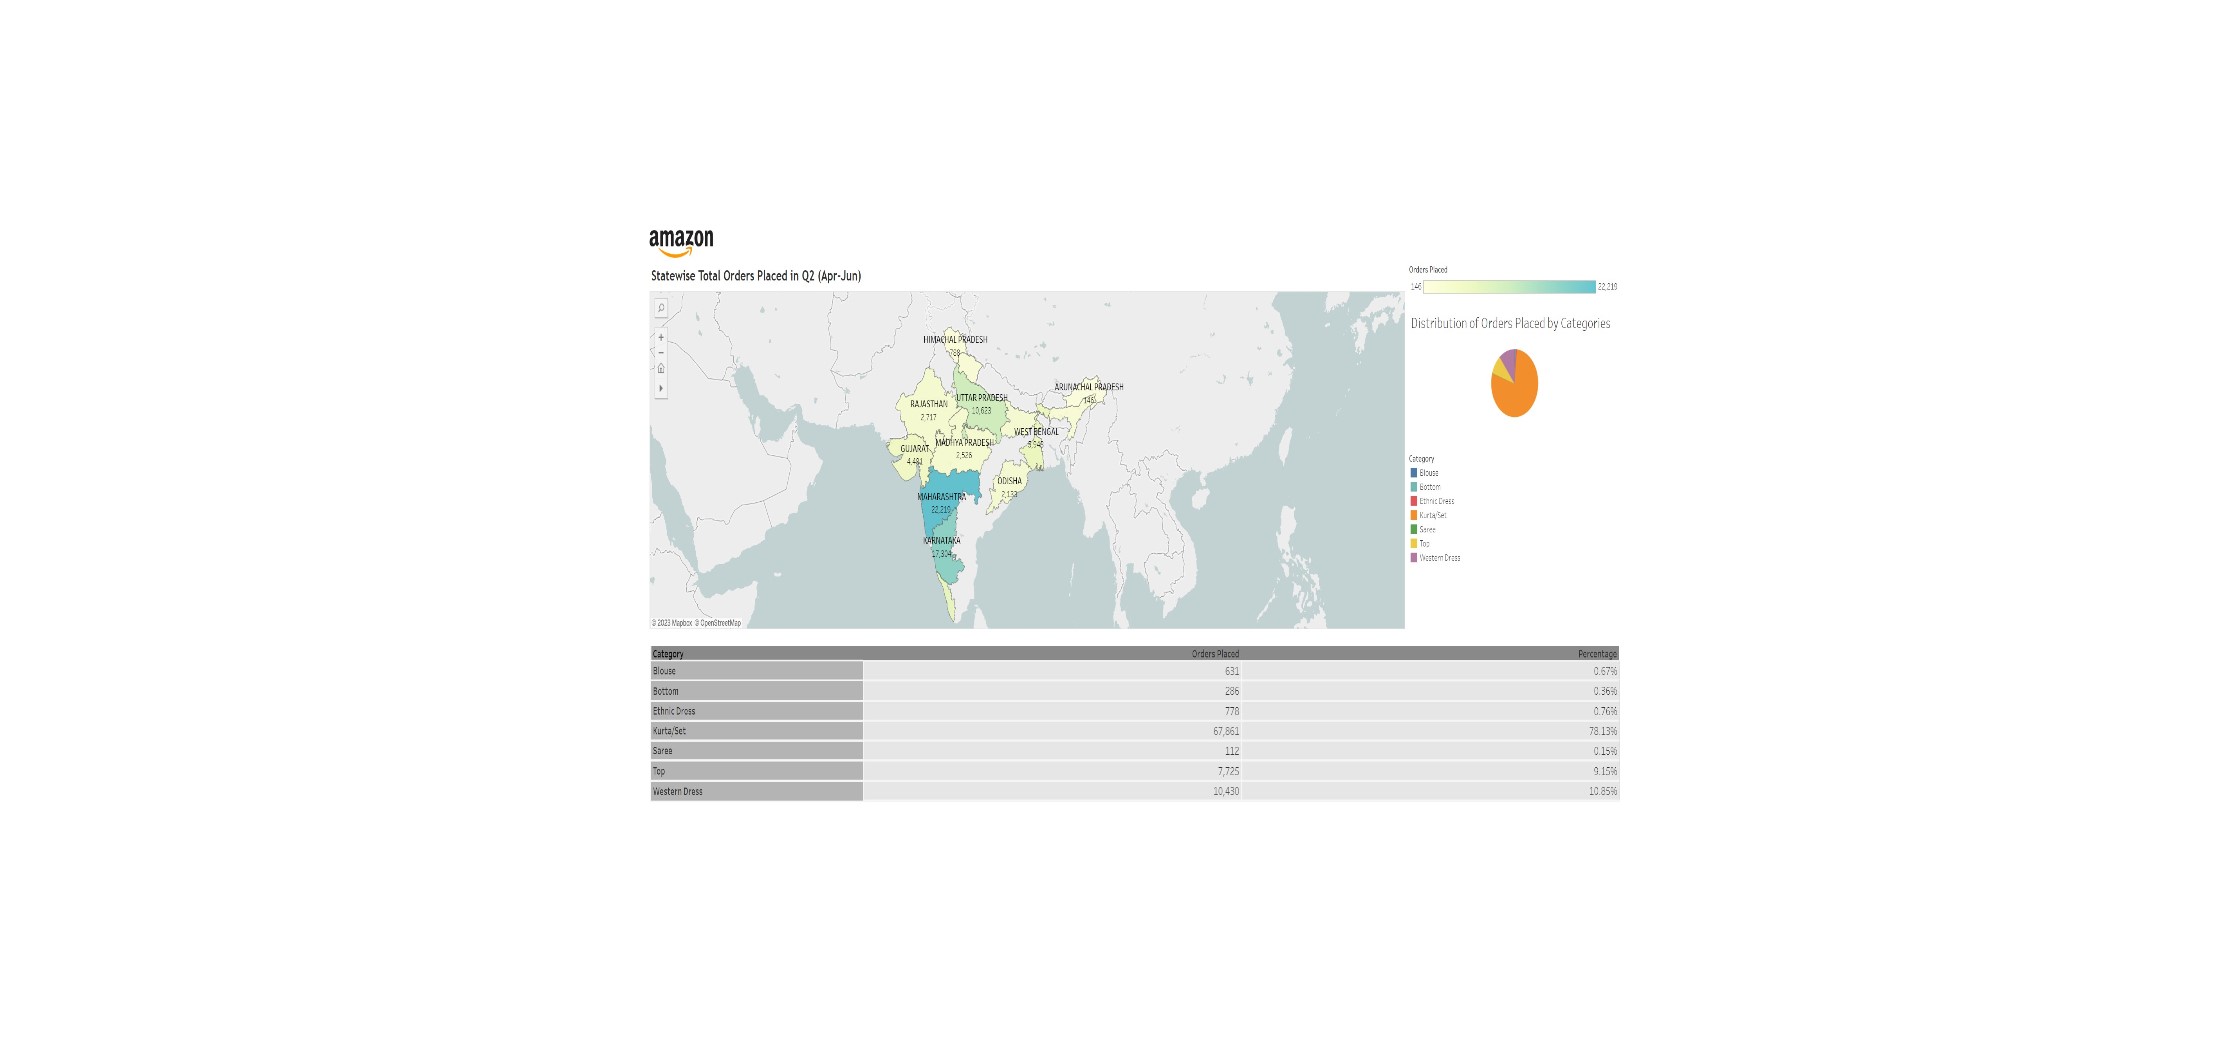 amazon
Statewise Total Orders Placed in Q2 (Apr-Jun)
Orders Placed
146 22,219
Distribution of Orders Placed by Categories
HIMACHAL PRADESH
788
ARUNACHAL PRADESH
146
UTTAR PRADESH
10,623
RAJASTHAN
2,717
WEST BENGAL
MADHYA PRADESH
2,526
GUJARAT
4,481
ODISHA
2,133
MAHARASHTRA
22,219
KARNATAKA
17,304
© 2023 Mapbox © OpenStreetMap
Category
Blouse
Bottom
Ethnic Dress
Kurta/Set
Saree
Top
Western Dress
Category Orders Placed Percentage
Blouse 631 0.67%
Bottom 286 0.36%
Ethnic Dress 778 0.76%
Kurta/Set 67,861 78.13%
Saree 112 0.15%
Top 7,725 9.15%
Western Dress 10,430 10.85%